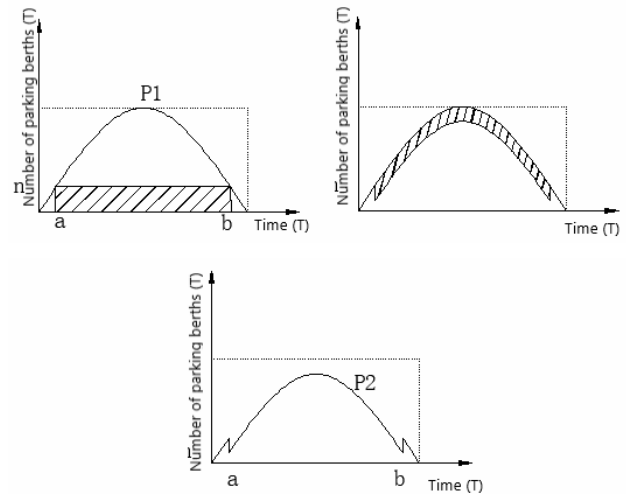 Number of parking berths (T)
P1
n
a
b
Time (T)
Number of parking berths (T)
Time (T)
Number of parking berths (T)
P2
a
b
Time (T)